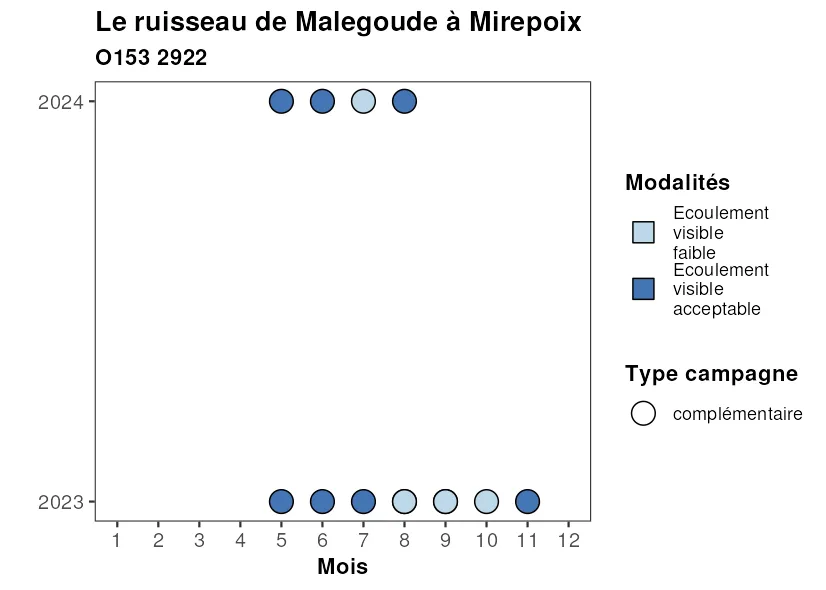 Le ruisseau de Malegoude à Mirepoix
O153 2922
2024
2023
1 2 3 4 5 6 7 8 9 10 11 12
Mois
Modalités
Ecoulement
visible
faible
Ecoulement
visible
acceptable
Type campagne
complémentaire